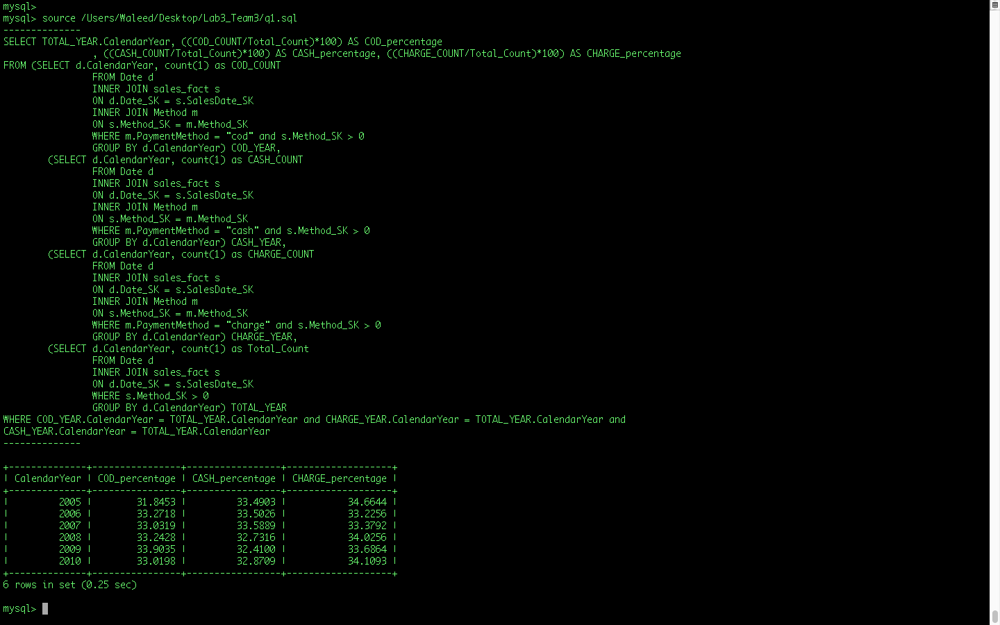 mysql>
mysql> source /Users/Waleed/Desktop/Lab3_Team3/q1.sql
--------------
SELECT TOTAL_YEAR.CalendarYear, ((COD_COUNT/Total_Count)*100) AS COD_percentage
                , ((CASH_COUNT/Total_Count)*100) AS CASH_percentage, ((CHARGE_COUNT/Total_Count)*100) AS CHARGE_percentage
FROM (SELECT d.CalendarYear, count(1) as COD_COUNT
                FROM Date d
                INNER JOIN sales_fact s
                ON d.Date_SK = s.SalesDate_SK
                INNER JOIN Method m
                ON s.Method_SK = m.Method_SK
                WHERE m.PaymentMethod = "cod" and s.Method_SK > 0
                GROUP BY d.CalendarYear) COD_YEAR,
        (SELECT d.CalendarYear, count(1) as CASH_COUNT
                FROM Date d
                INNER JOIN sales_fact s
                ON d.Date_SK = s.SalesDate_SK
                INNER JOIN Method m
                ON s.Method_SK = m.Method_SK
                WHERE m.PaymentMethod = "cash" and s.Method_SK > 0
                GROUP BY d.CalendarYear) CASH_YEAR,
        (SELECT d.CalendarYear, count(1) as CHARGE_COUNT
                FROM Date d
                INNER JOIN sales_fact s
                ON d.Date_SK = s.SalesDate_SK
                INNER JOIN Method m
                ON s.Method_SK = m.Method_SK
                WHERE m.PaymentMethod = "charge" and s.Method_SK > 0
                GROUP BY d.CalendarYear) CHARGE_YEAR,
        (SELECT d.CalendarYear, count(1) as Total_Count
                FROM Date d
                INNER JOIN sales_fact s
                ON d.Date_SK = s.SalesDate_SK
                WHERE s.Method_SK > 0
                GROUP BY d.CalendarYear) TOTAL_YEAR
WHERE COD_YEAR.CalendarYear = TOTAL_YEAR.CalendarYear and CHARGE_YEAR.CalendarYear = TOTAL_YEAR.CalendarYear and
CASH_YEAR.CalendarYear = TOTAL_YEAR.CalendarYear
--------------

+--------------+----------------+-----------------+-------------------+
| CalendarYear | COD_percentage | CASH_percentage | CHARGE_percentage |
+--------------+----------------+-----------------+-------------------+
|         2005 |        31.8453 |         33.4903 |           34.6644 |
|         2006 |        33.2718 |         33.5026 |           33.2256 |
|         2007 |        33.0319 |         33.5889 |           33.3792 |
|         2008 |        33.2428 |         32.7316 |           34.0256 |
|         2009 |        33.9035 |         32.4100 |           33.6864 |
|         2010 |        33.0198 |         32.8709 |           34.1093 |
+--------------+----------------+-----------------+-------------------+
6 rows in set (0.25 sec)

mysql>